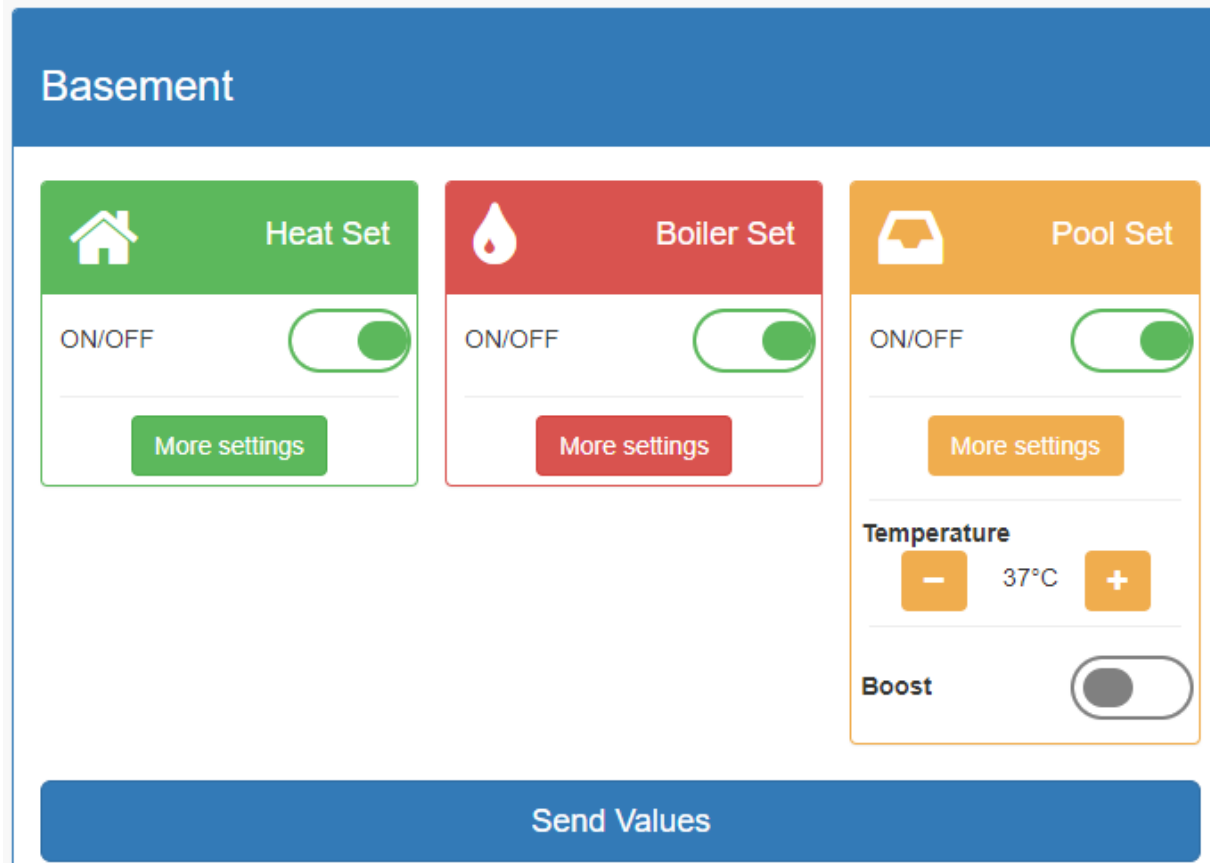 Basement
Heat Set
ON/OFF
More settings
Boiler Set
ON/OFF
More settings
Pool Set
ON/OFF
More settings
Temperature
37°C
Boost
Send Values